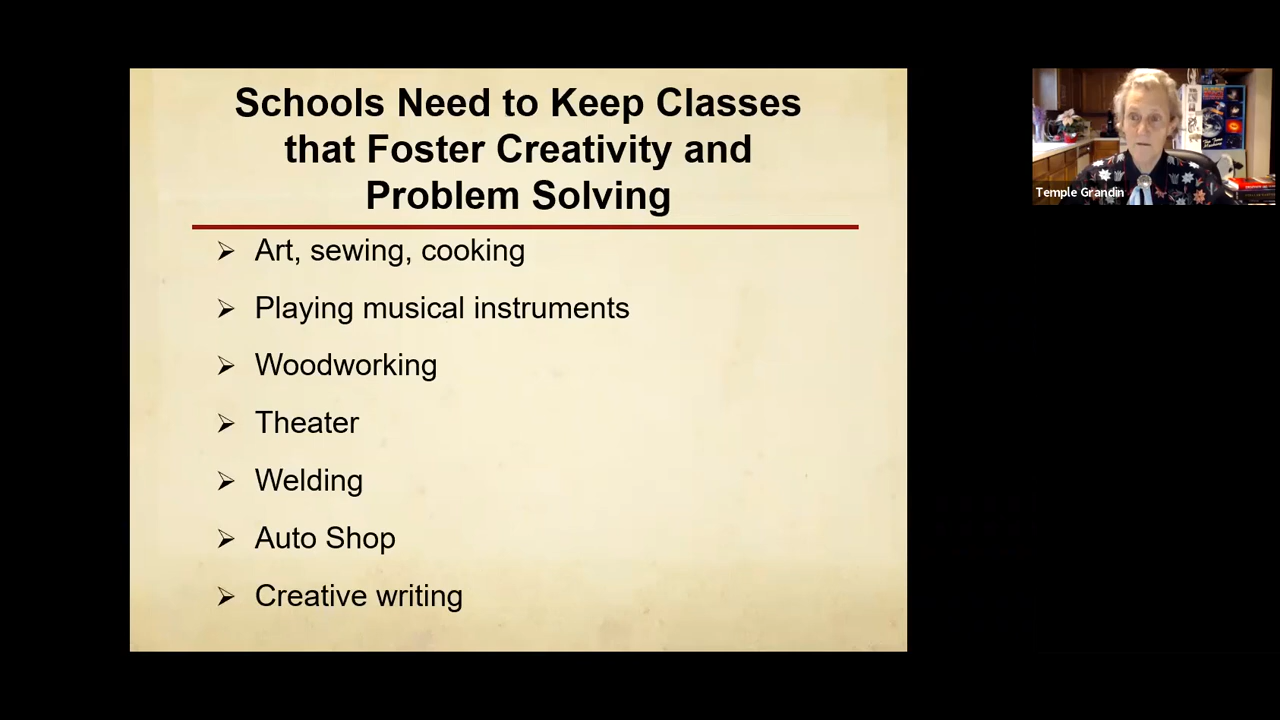 Schools Need to Keep Classes
that Foster Creativity and
Problem Solving
Art, sewing, cooking
Playing musical instruments
Woodworking
Theater
Welding
Auto Shop
Creative writing
Temple Grandin